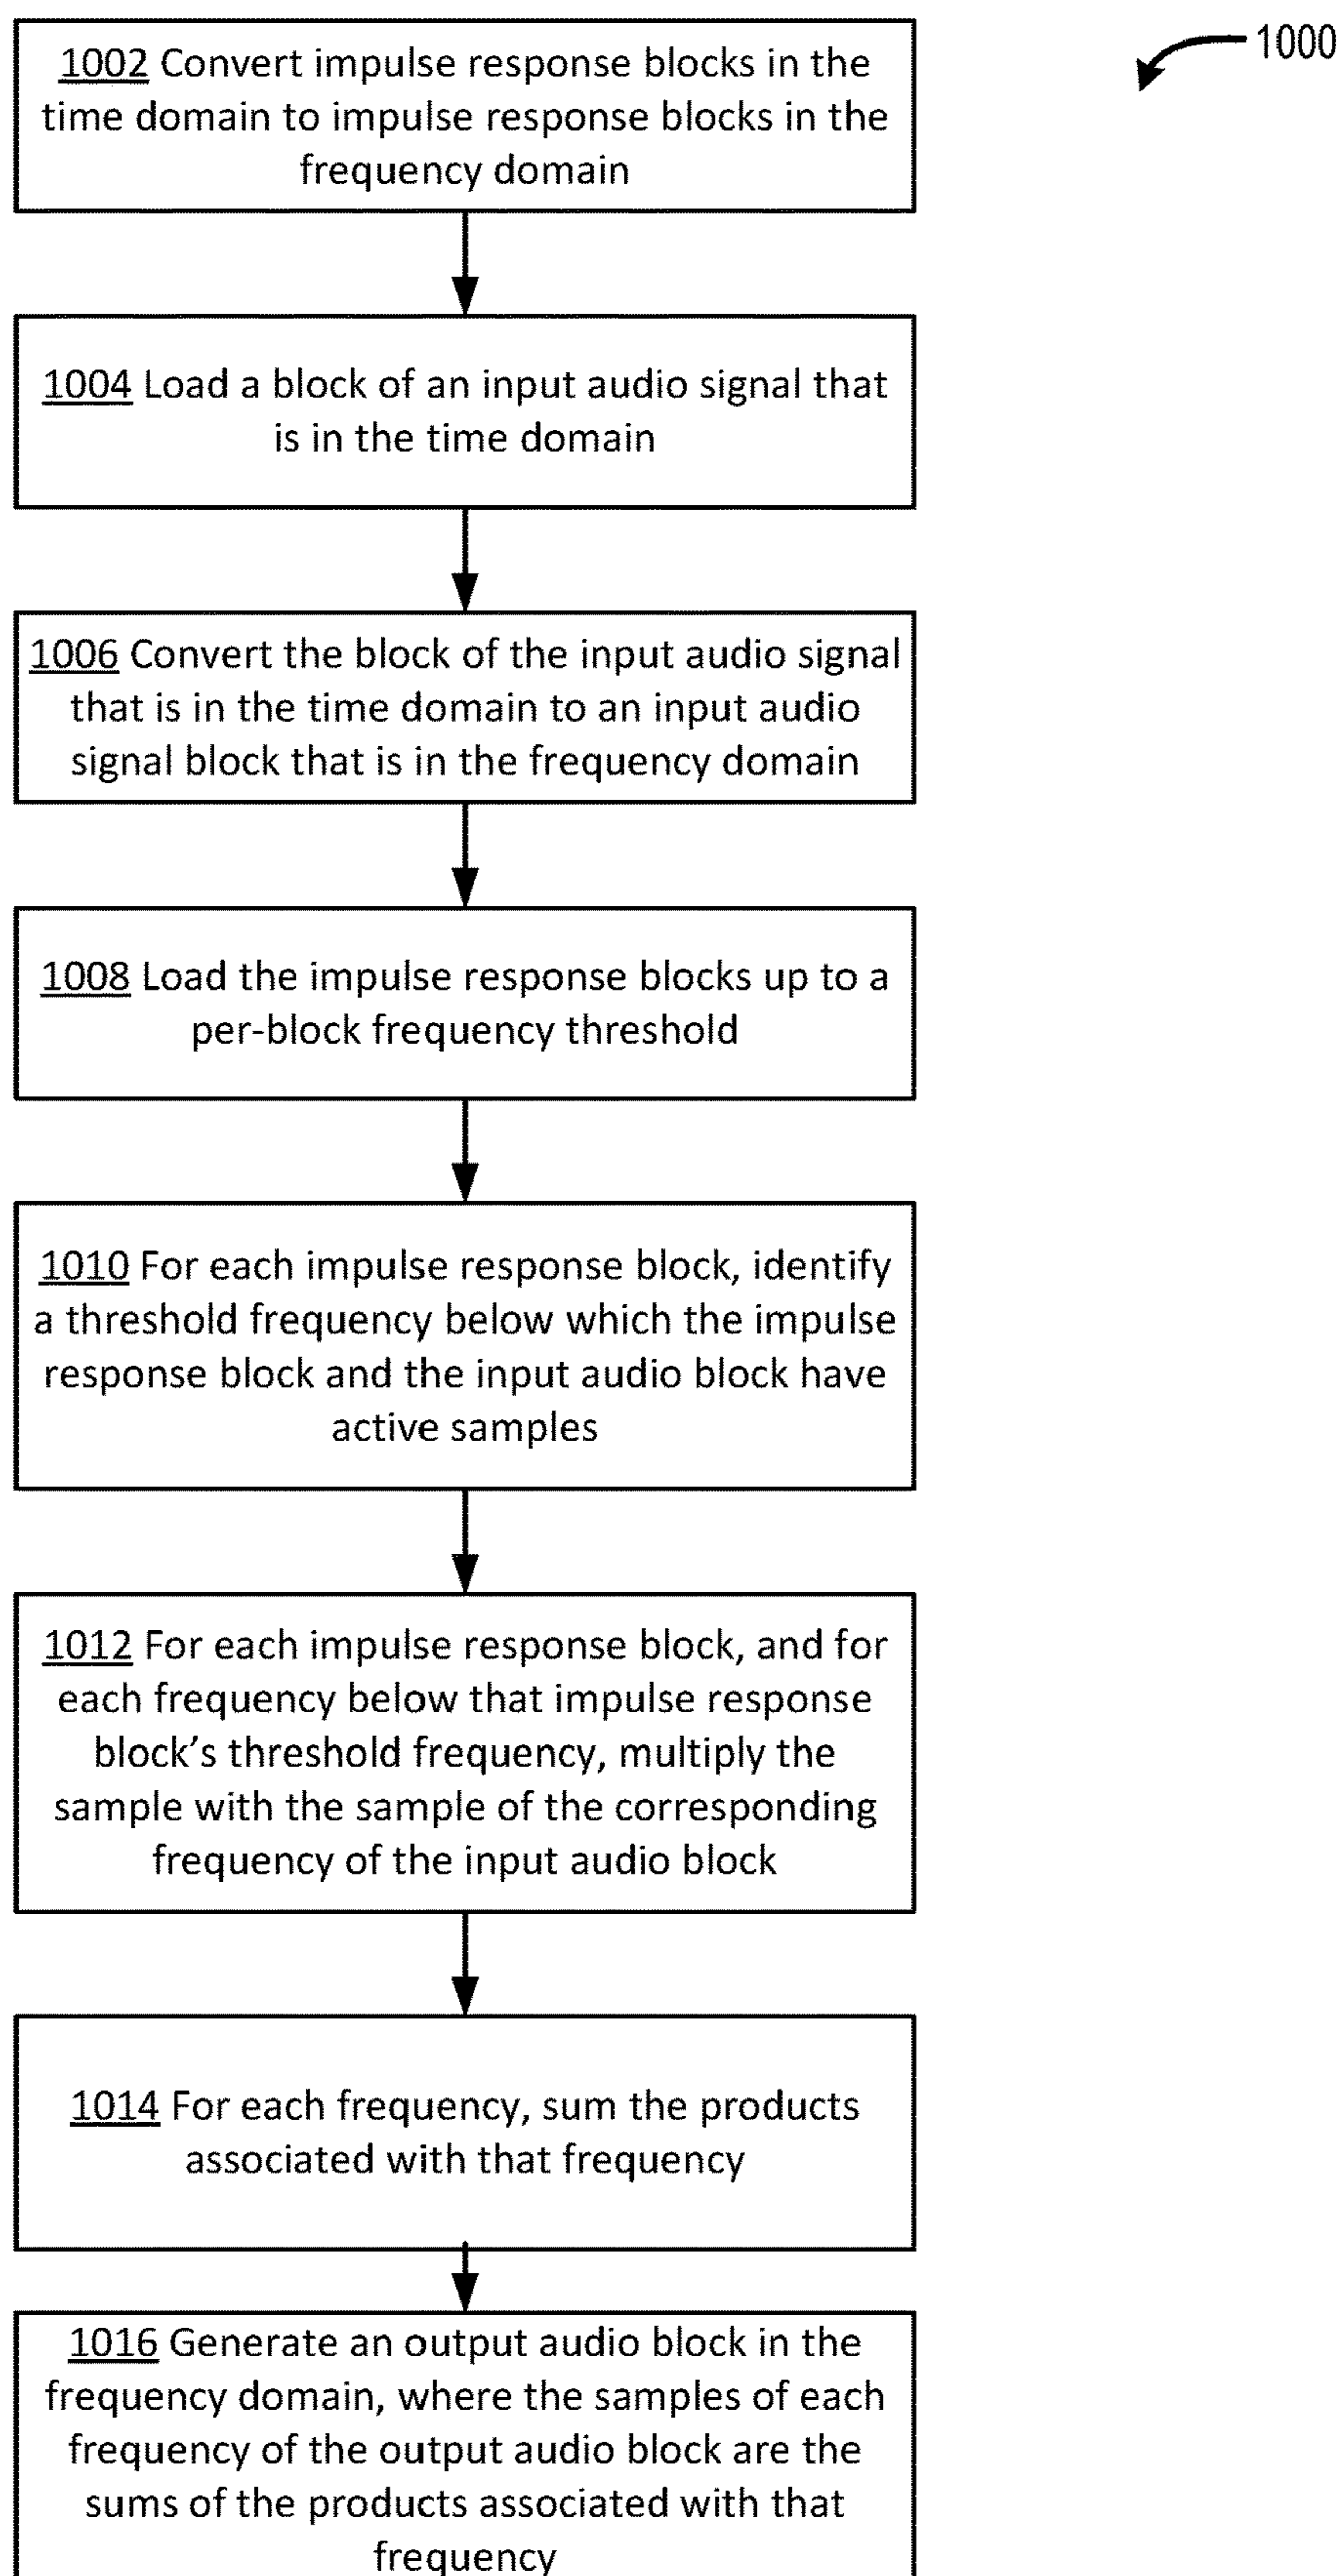 1000
1002 Convert impulse response blocks in the
time domain to impulse response blocks in the
frequency domain
1004 Load a block of an input audio signal that
is in the time domain
1006 Convert the block of the input audio signal
that is in the time domain to an input audio
signal block that is in the frequency domain
1008 Load the impulse response blocks up to a
per-block frequency threshold
1010 For each impulse response block, identify
a threshold frequency below which the impulse
response block and the input audio block have
active samples
1012 For each impulse response block, and for
each frequency below that impulse response
block’s threshold frequency, multiply the
sample with the sample of the corresponding
frequency of the input audio block
1014 For each frequency, sum the products
associated with that frequency
1016 Generate an output audio block in the
frequency domain, where the samples of each
frequency of the output audio block are the
sums of the products associated with that
frequency